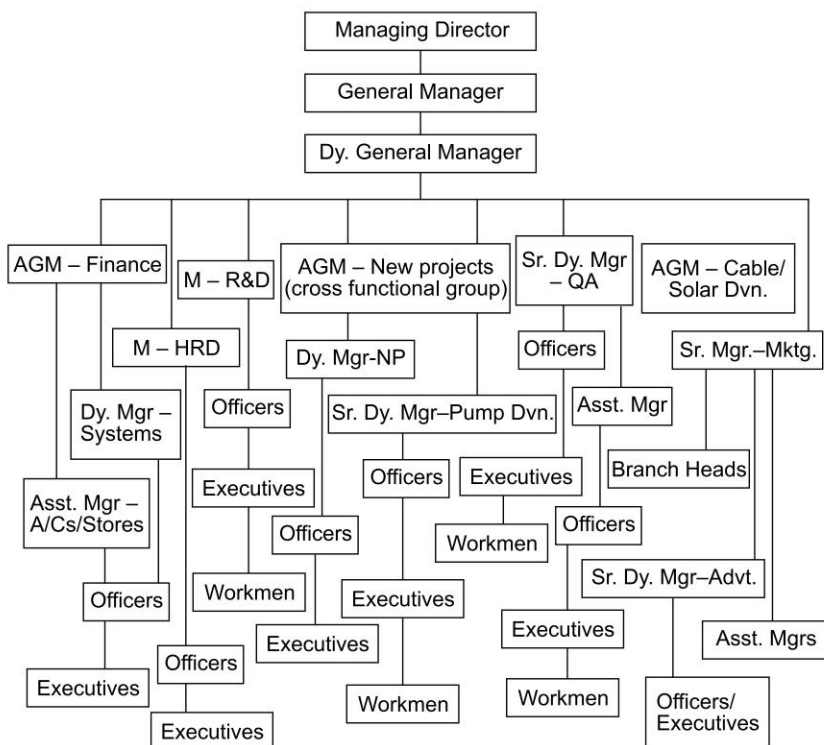 Managing Director
General Manager
Dy. General Manager
AGM – Finance
M – R&D
AGM – New projects
(cross functional group)
Sr. Dy. Mgr
– QA
AGM – Cable/
Solar Dvn.
M – HRD
Dy. Mgr-NP
Officers
Sr. Mgr.–Mktg.
Dy. Mgr –
Systems
Officers
Sr. Dy. Mgr–Pump Dvn.
Asst. Mgr
Asst. Mgr –
A/Cs/Stores
Executives
Officers
Executives
Branch Heads
Officers
Workmen
Officers
Officers
Workmen
Executives
Sr. Dy. Mgr–Advt.
Executives
Officers
Executives
Executives
Asst. Mgrs
Executives
Workmen
Workmen
Officers/
Executives